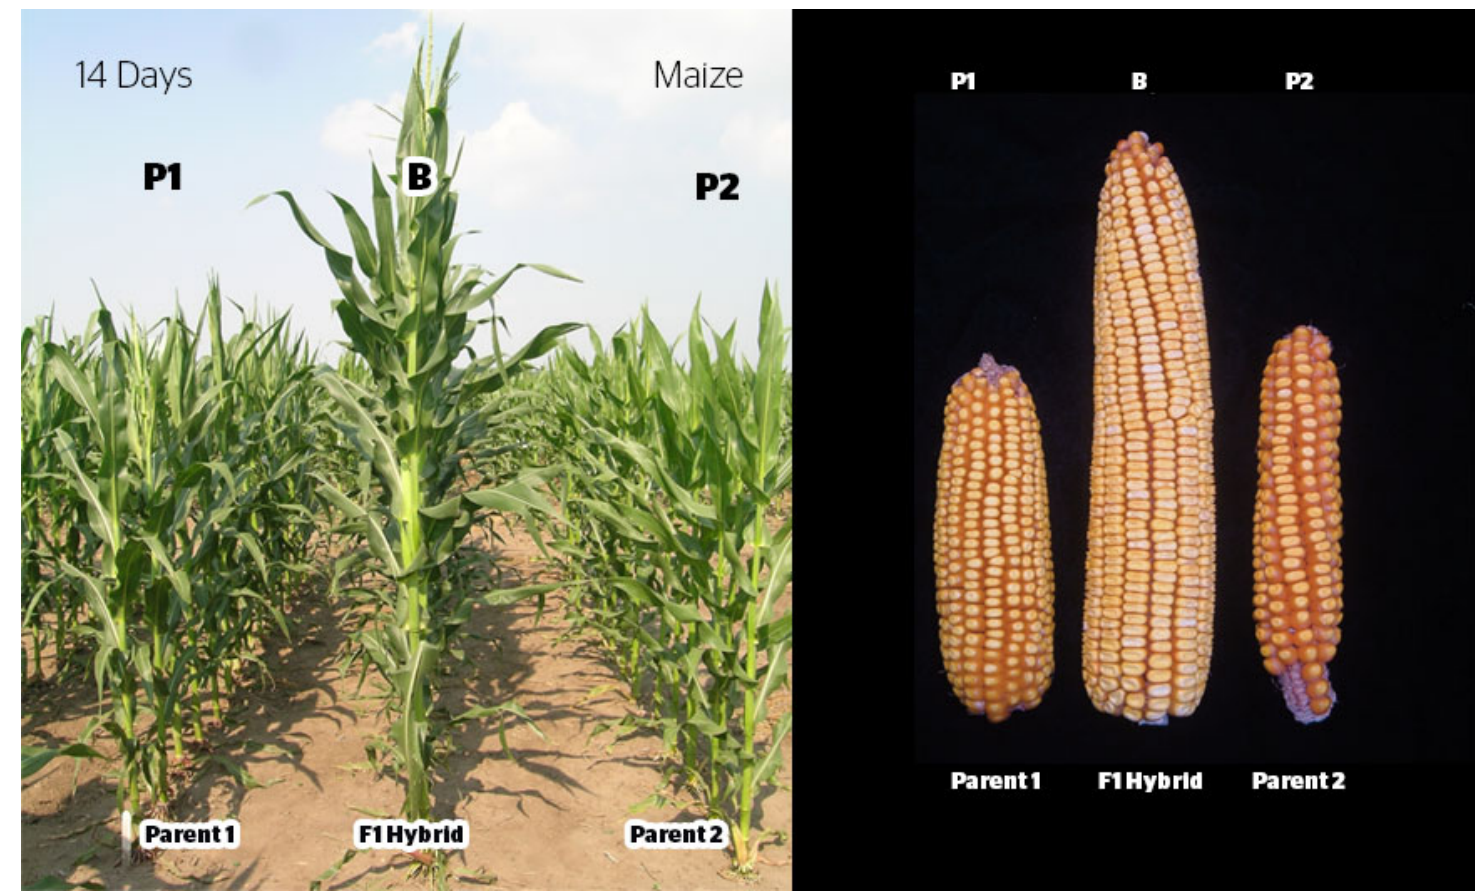 14 Days
Maize
P1
B
P2
Parent 1
F1 Hybrid
Parent 2
P1
B
P2
Parent 1
F1 Hybrid
Parent 2